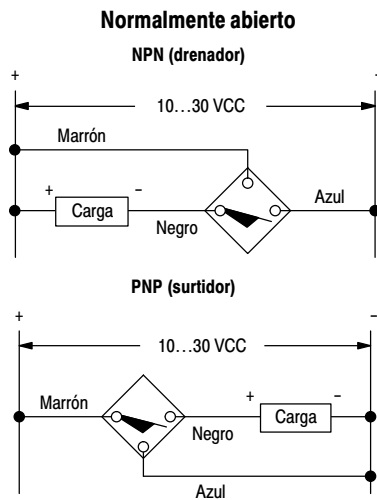 Normalmente abierto
NPN (drenador)
+ -
10...30 VCC
Marrón
+ -
Carga
Negro
Azul
PNP (surtidor)
+ -
10...30 VCC
Marrón
+ -
Carga
Negro
Azul